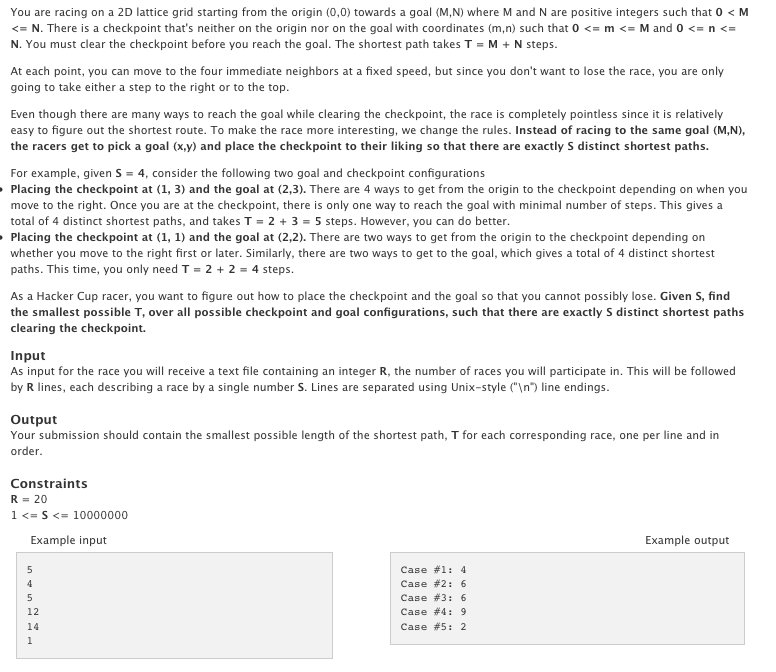 You are racing on a 2D lattice grid starting from the origin (0,0) towards a goal (M,N) where M and N are positive integers such that 0 < M
<= N. There is a checkpoint that's neither on the origin nor on the goal with coordinates (m,n) such that 0 <= m <= M and 0 <= n <=
N. You must clear the checkpoint before you reach the goal. The shortest path takes T = M + N steps.
At each point, you can move to the four immediate neighbors at a fixed speed, but since you don't want to lose the race, you are only
going to take either a step to the right or to the top.
Even though there are many ways to reach the goal while clearing the checkpoint, the race is completely pointless since it is relatively
easy to figure out the shortest route. To make the race more interesting, we change the rules. Instead of racing to the same goal (M,N),
the racers get to pick a goal (x,y) and place the checkpoint to their liking so that there are exactly S distinct shortest paths.
For example, given S = 4, consider the following two goal and checkpoint configurations
• Placing the checkpoint at (1, 3) and the goal at (2,3). There are 4 ways to get from the origin to the checkpoint depending on when you
move to the right. Once you are at the checkpoint, there is only one way to reach the goal with minimal number of steps. This gives a
total of 4 distinct shortest paths, and takes T = 2 + 3 = 5 steps. However, you can do better.
• Placing the checkpoint at (1, 1) and the goal at (2,2). There are two ways to get from the origin to the checkpoint depending on
whether you move to the right first or later. Similarly, there are two ways to get to the goal, which gives a total of 4 distinct shortest
paths. This time, you only need T = 2 + 2 = 4 steps.
As a Hacker Cup racer, you want to figure out how to place the checkpoint and the goal so that you cannot possibly lose. Given S, find
the smallest possible T, over all possible checkpoint and goal configurations, such that there are exactly S distinct shortest paths
clearing the checkpoint.
Input
As input for the race you will receive a text file containing an integer R, the number of races you will participate in. This will be followed
by R lines, each describing a race by a single number S. Lines are separated using Unix-style ("\n") line endings.
Output
Your submission should contain the smallest possible length of the shortest path, T for each corresponding race, one per line and in
order.
Constraints
R = 20
1 <= S <= 10000000
Example input
Example output
5
4
5
12
14
1
Case #1: 4
Case #2: 6
Case #3: 6
Case #4: 9
Case #5: 2